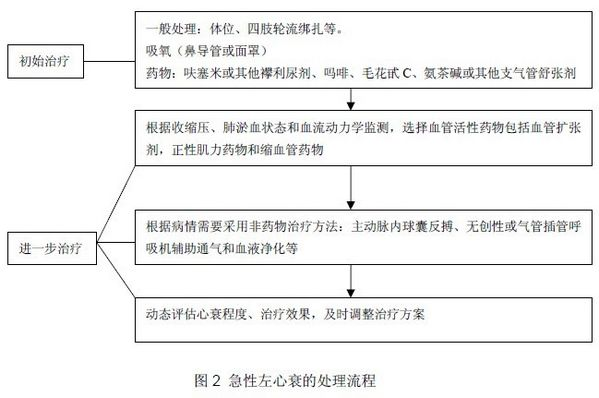 初始治疗
一般处理：体位、四肢轮流绑扎等。
吸氧（鼻导管或面罩）
药物：呋塞米或其他襻利尿剂、吗啡、毛花甙 C、氨茶碱或其他支气管舒张剂
根据收缩压、肺淤血状态和血流动力学监测，选择血管活性药物包括血管扩张
剂，正性肌力药物和缩血管药物
进一步治疗
根据病情需要采用非药物治疗方法：主动脉内球囊反搏、无创性或气管插管呼
吸机辅助通气和血液净化等
动态评估心衰程度、治疗效果，及时调整治疗方案
图 2 急性左心衰的处理流程